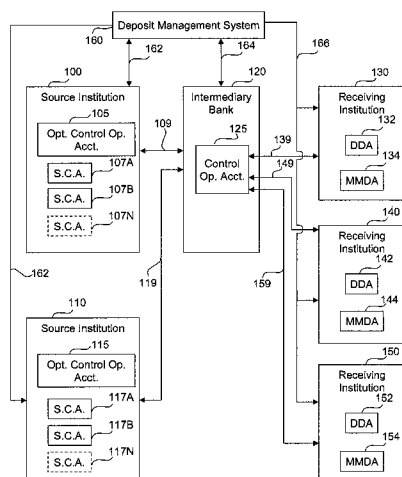 Deposit Management System
160
162
164
166
100
Source Institution
105
Opt. Control Op.
Acct.
S.C.A.
107A
S.C.A.
107B
S.C.A.
107N
109
120
Intermediary
Bank
125
Control
Op. Acct.
139
149
130
Receiving
Institution
132
DDA
134
MMDA
140
Receiving
Institution
142
DDA
144
MMDA
162
119
159
110
Source Institution
115
Opt. Control Op.
Acct.
S.C.A.
117A
S.C.A.
117B
S.C.A.
117N
150
Receiving
Institution
152
DDA
154
MMDA